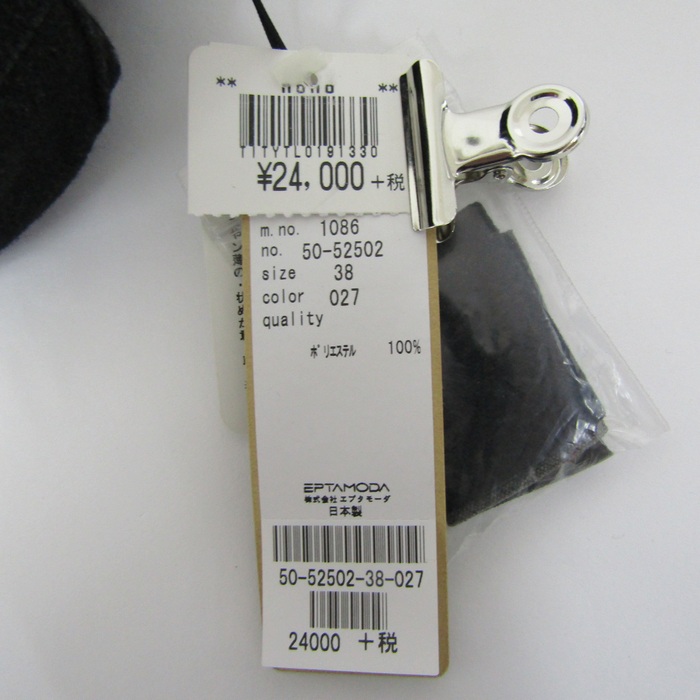 ** **
T1TYTL0191330
¥24,000 +税
m.no. 1086
no. 50-52502
size 38
color 027
quality
ポリエステル 100%
EPTAMODA
株式会社エプタモーダ
日本製
50-52502-38-027
24000 +税